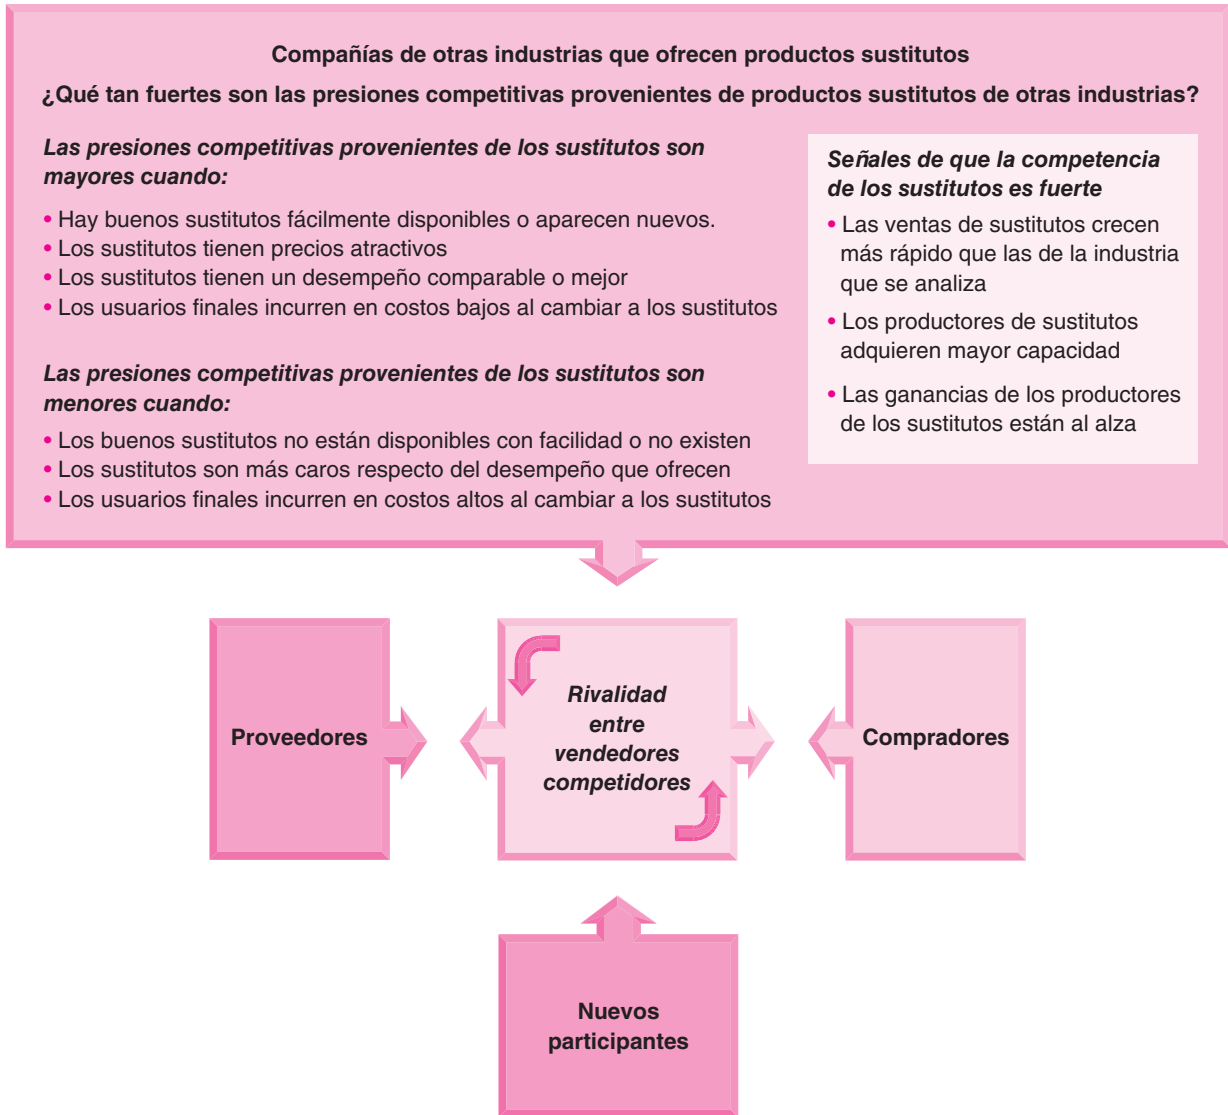 Compañías de otras industrias que ofrecen productos sustitutos
¿Qué tan fuertes son las presiones competitivas provenientes de productos sustitutos de otras industrias?
Las presiones competitivas provenientes de los sustitutos son
mayores cuando:
• Hay buenos sustitutos fácilmente disponibles o aparecen nuevos.
• Los sustitutos tienen precios atractivos
• Los sustitutos tienen un desempeño comparable o mejor
• Los usuarios finales incurren en costos bajos al cambiar a los sustitutos
Las presiones competitivas provenientes de los sustitutos son
menores cuando:
• Los buenos sustitutos no están disponibles con facilidad o no existen
• Los sustitutos son más caros respecto del desempeño que ofrecen
• Los usuarios finales incurren en costos altos al cambiar a los sustitutos
Señales de que la competencia
de los sustitutos es fuerte
• Las ventas de sustitutos crecen
más rápido que las de la industria
que se analiza
• Los productores de sustitutos
adquieren mayor capacidad
• Las ganancias de los productores
de los sustitutos están al alza
Proveedores
Rivalidad
entre
vendedores
competidores
Compradores
Nuevos
participantes